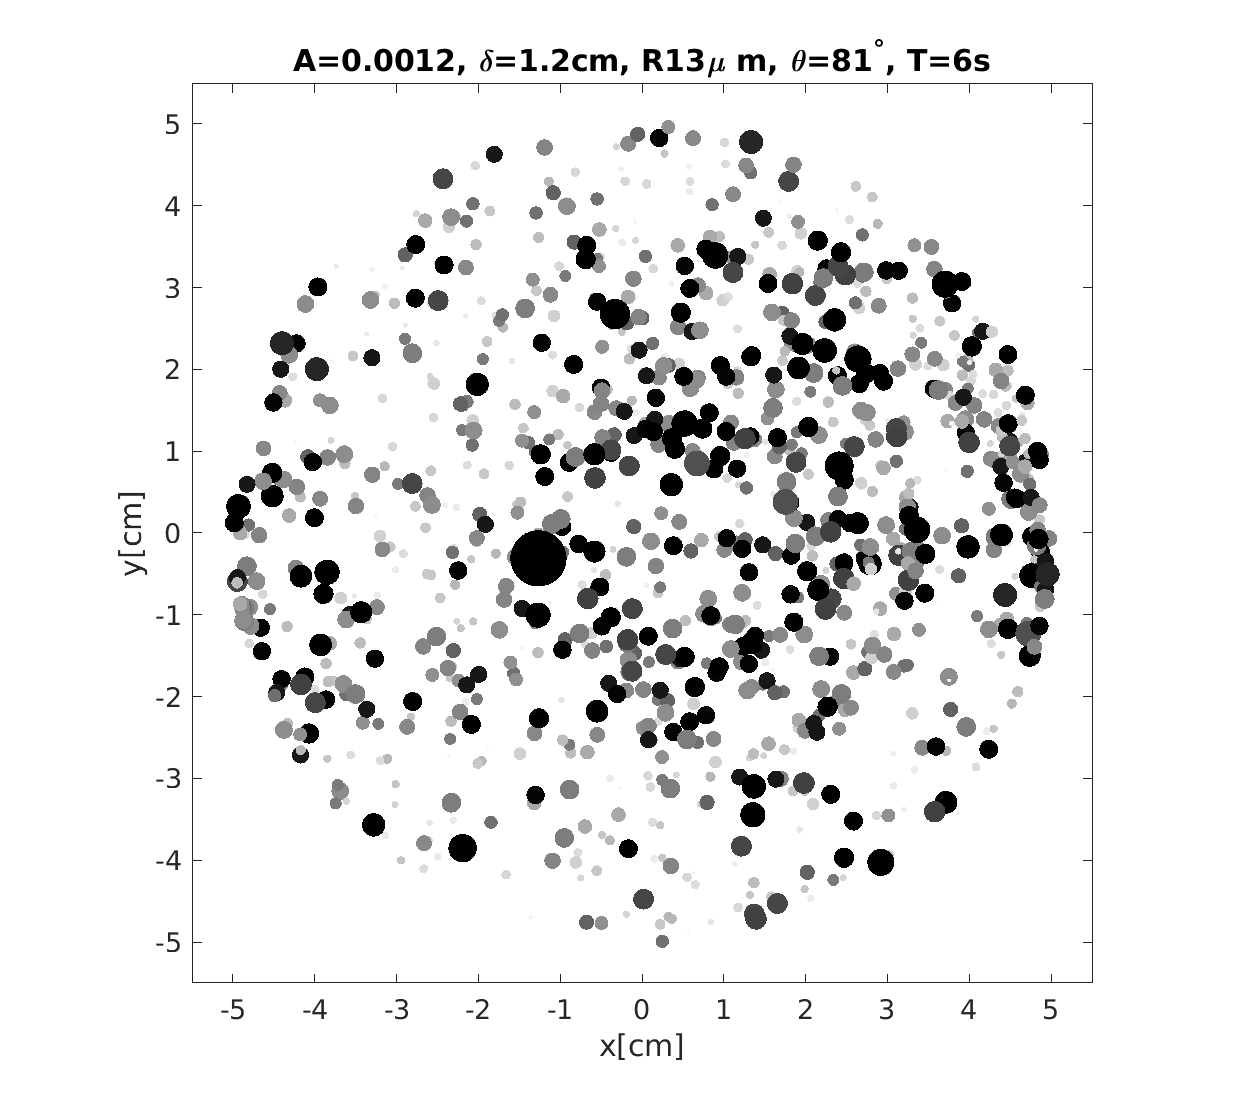 A=0.0012, δ=1.2cm, R13μ m, θ=81°, T=6s
5
4
3
2
1
0
-1
-2
-3
-4
-5
y[cm]
-5 -4 -3 -2 -1 0 1 2 3 4 5
x[cm]